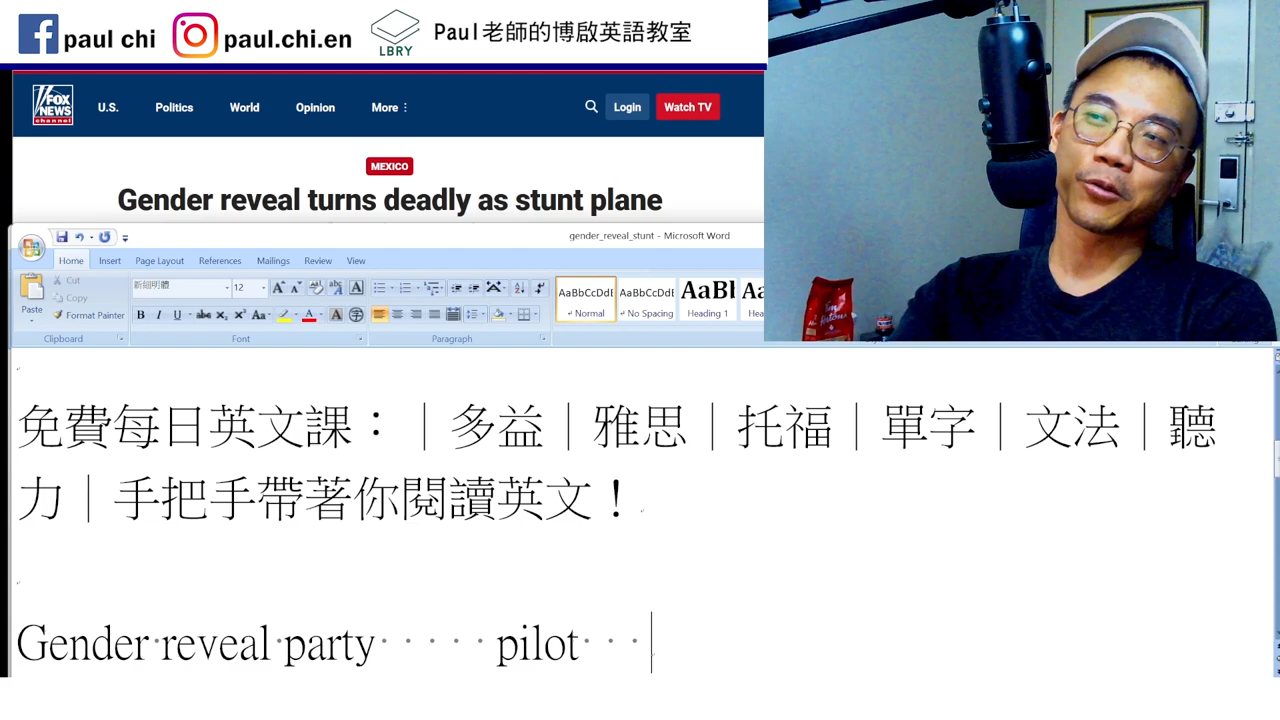 paul chi
paul.chi.en
LBRY
Paul老師的博啟英語教室
FOX NEWS channel
U.S. Politics World Opinion More Login Watch TV
MEXICO
Gender reveal turns deadly as stunt plane
gender_reveal_stunt - Microsoft Word
Home Insert Page Layout References Mailings Review View
Paste
Cut
Copy
Format Painter
新細明體 12
AaBbCcDdE AaBbCcDdE AaBb
Normal No Spacing Heading 1 Hea
Clipboard Font Paragraph
免費每日英文課：｜多益｜雅思｜托福｜單字｜文法｜聽
力｜手把手帶著你閱讀英文！
Gender reveal party pilot